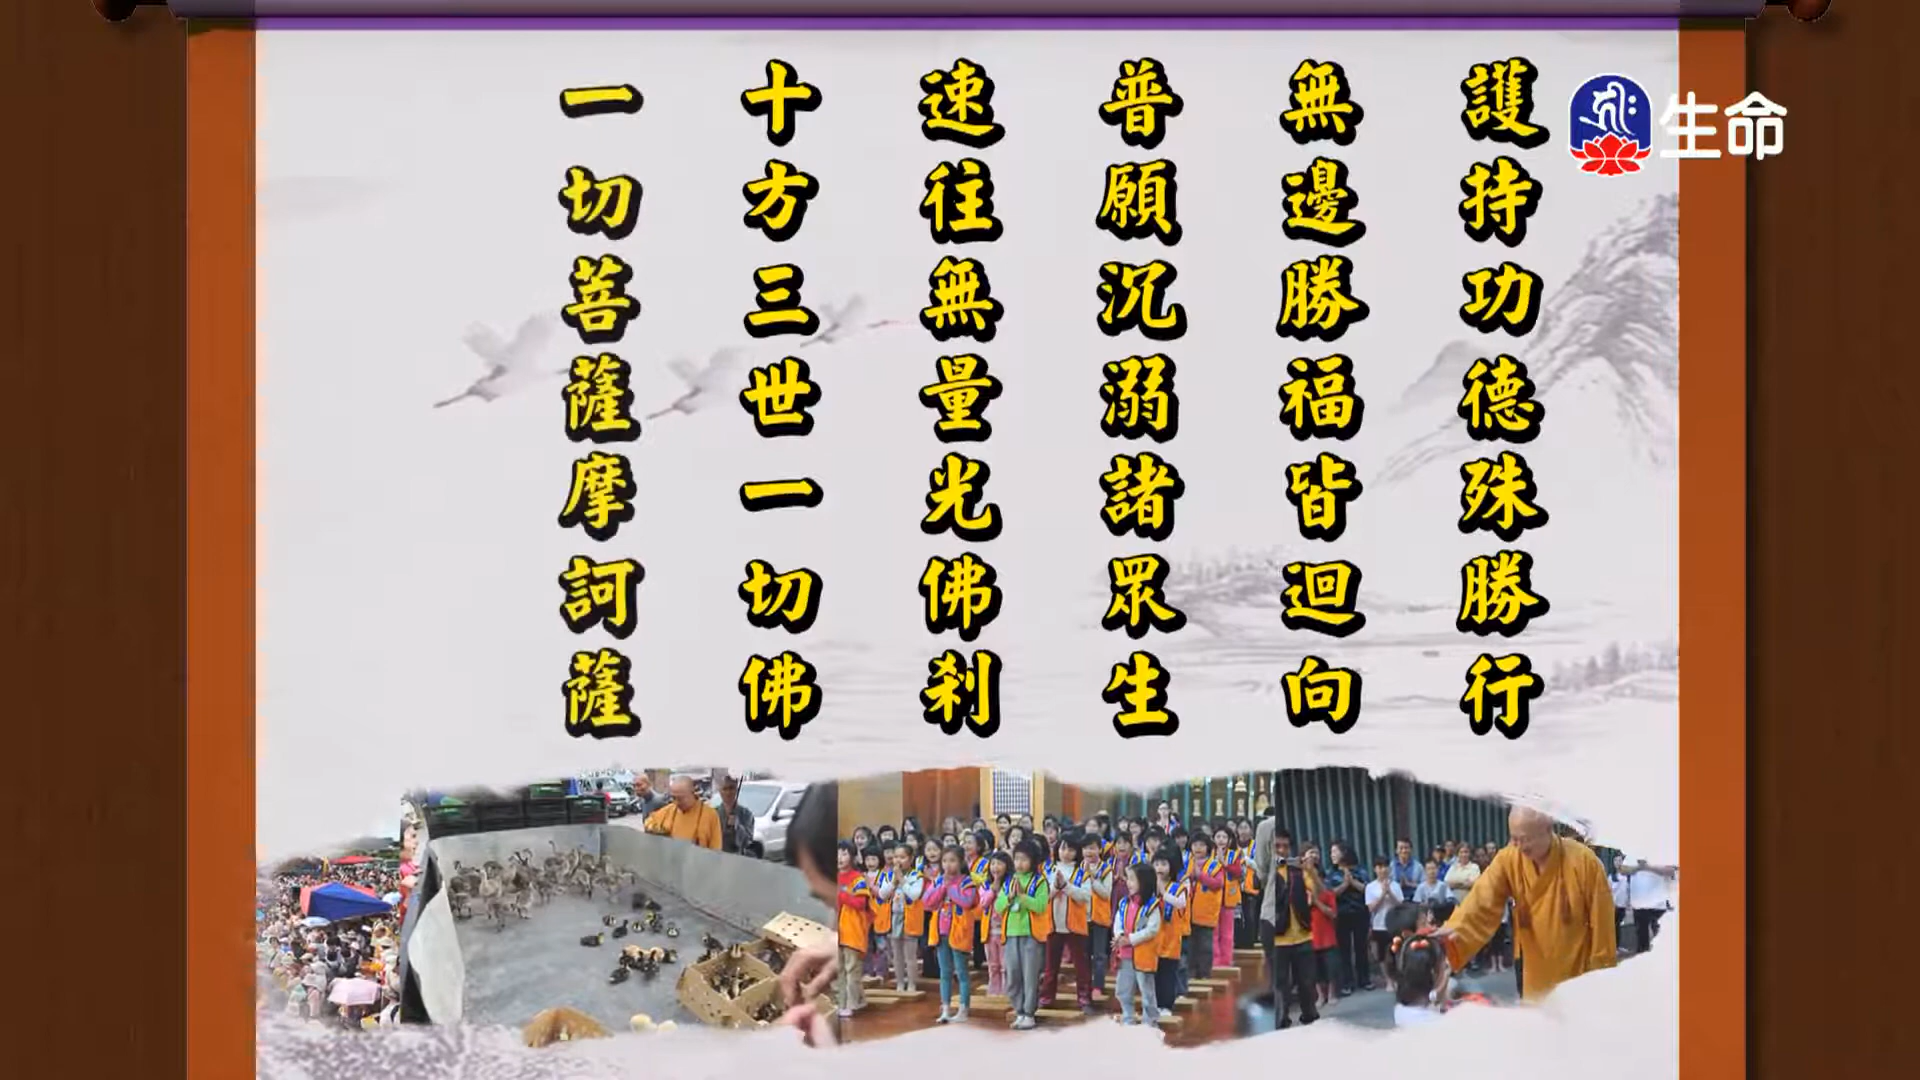 護持功德殊勝行
無邊勝福皆迴向
普願沉溺諸眾生
速往無量光佛剎
十方三世一切佛
一切菩薩摩訶薩
生命